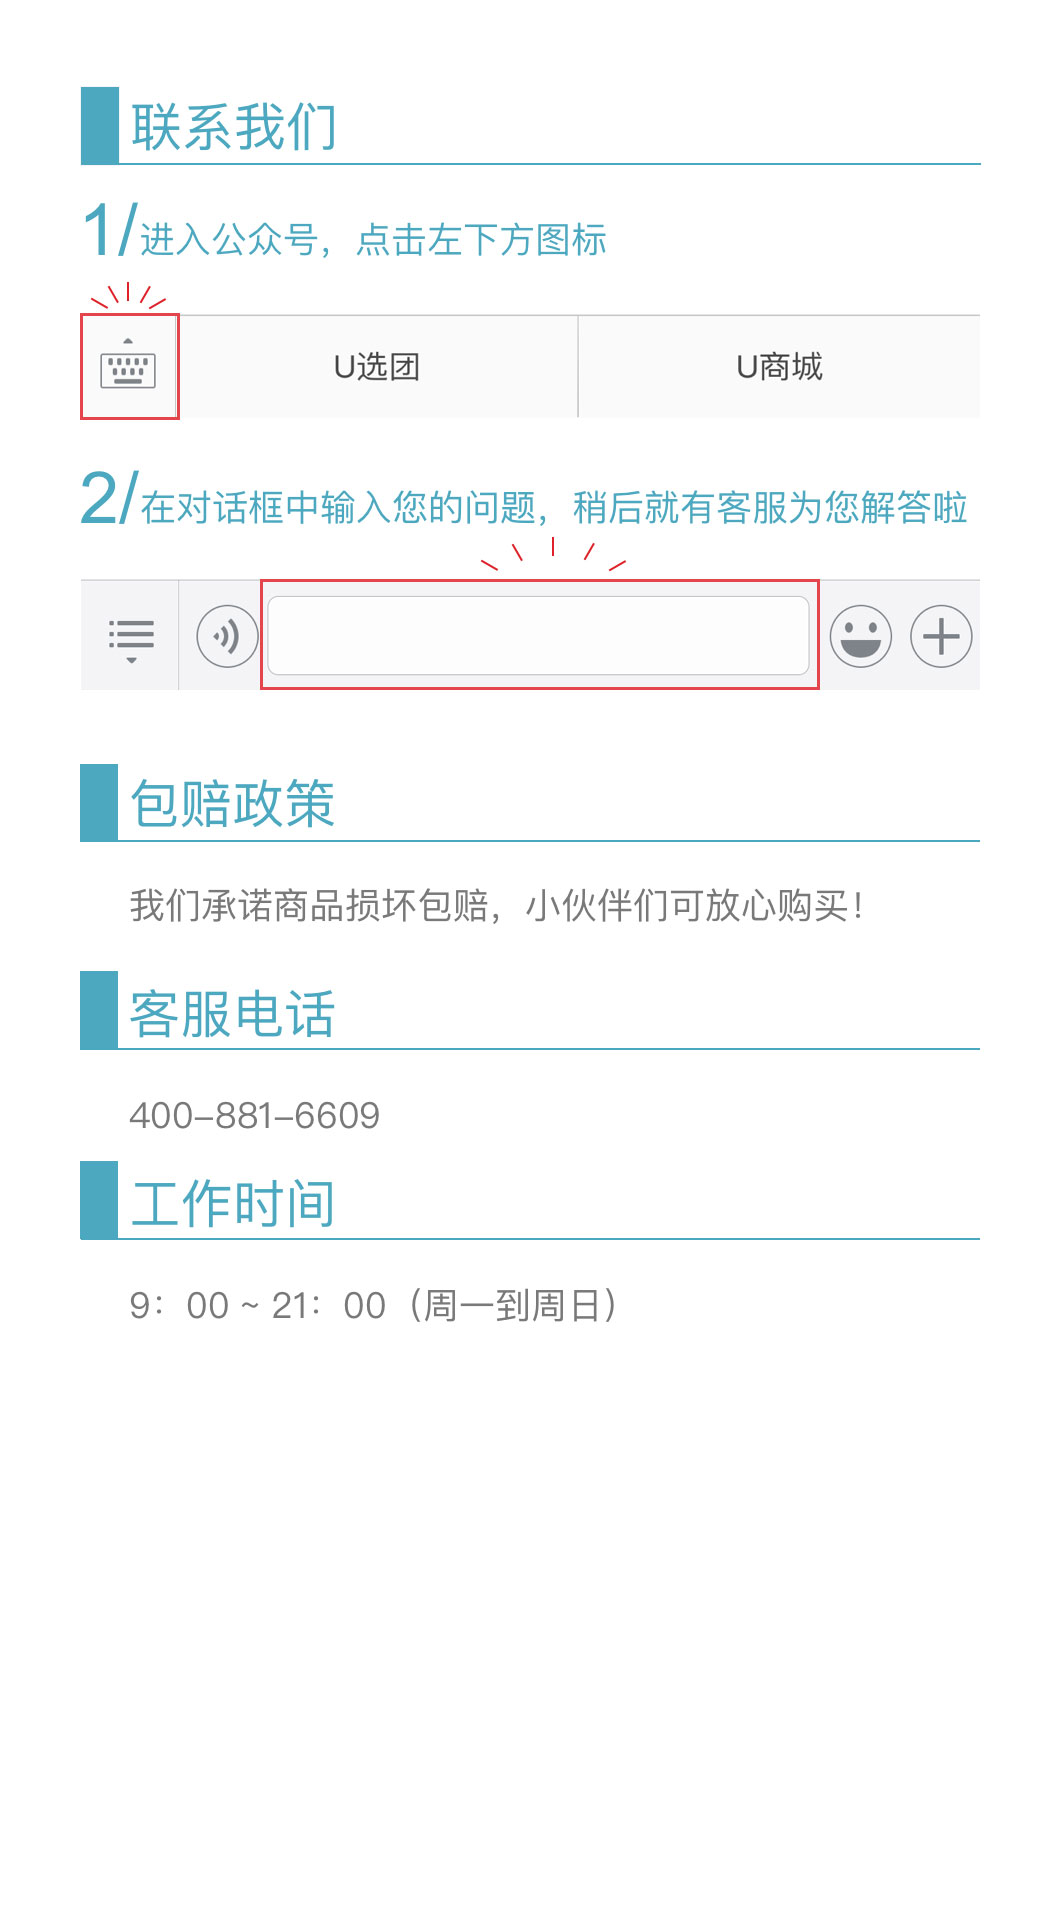 联系我们
1/进入公众号，点击左下方图标
U选团 U商城
2/在对话框中输入您的问题，稍后就有客服为您解答啦
包赔政策
我们承诺商品损坏包赔，小伙伴们可放心购买！
客服电话
400-881-6609
工作时间
9：00 ~ 21：00（周一到周日）